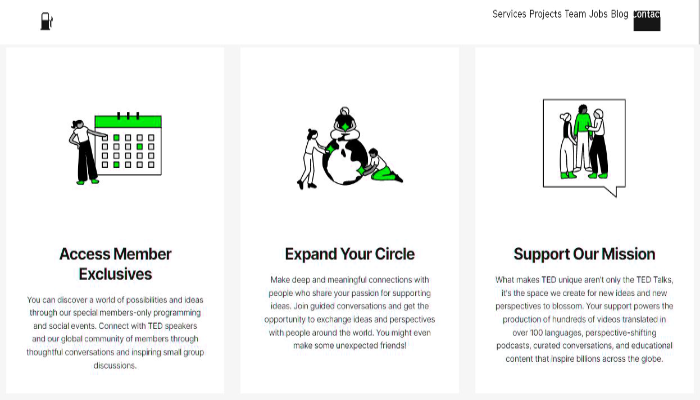 Services Projects Team Jobs Blog Contact
Access Member
Exclusives
You can discover a world of possibilities and ideas
through our special members-only programming
and social events. Connect with TED speakers
and our global community of members through
thoughtful conversations and inspiring small group
discussions.
Expand Your Circle
Make deep and meaningful connections with
people who share your passion for supporting
ideas. Join guided conversations and get the
opportunity to exchange ideas and perspectives
with people around the world. You might even
make some unexpected friends!
Support Our Mission
What makes TED unique aren't only the TED Talks,
it's the space we create for new ideas and new
perspectives to blossom. Your support powers the
production of hundreds of videos translated in
over 100 languages, perspective-shifting
podcasts, curated conversations, and educational
content that inspire billions across the globe.